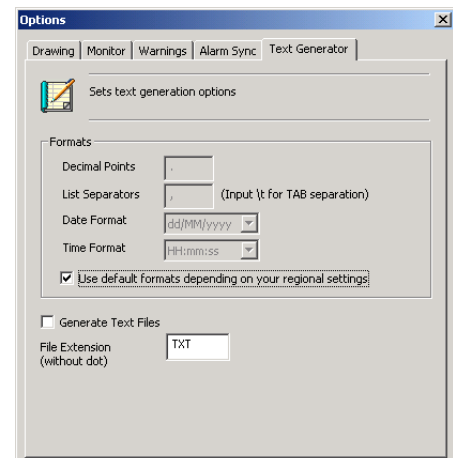 Options
Drawing Monitor Warnings Alarm Sync Text Generator
Sets text generation options
Formats
Decimal Points .
List Separators , (Input \t for TAB separation)
Date Format dd/MM/yyyy
Time Format HH:mm:ss
Use default formats depending on your regional settings
Generate Text Files
File Extension TXT
(without dot)